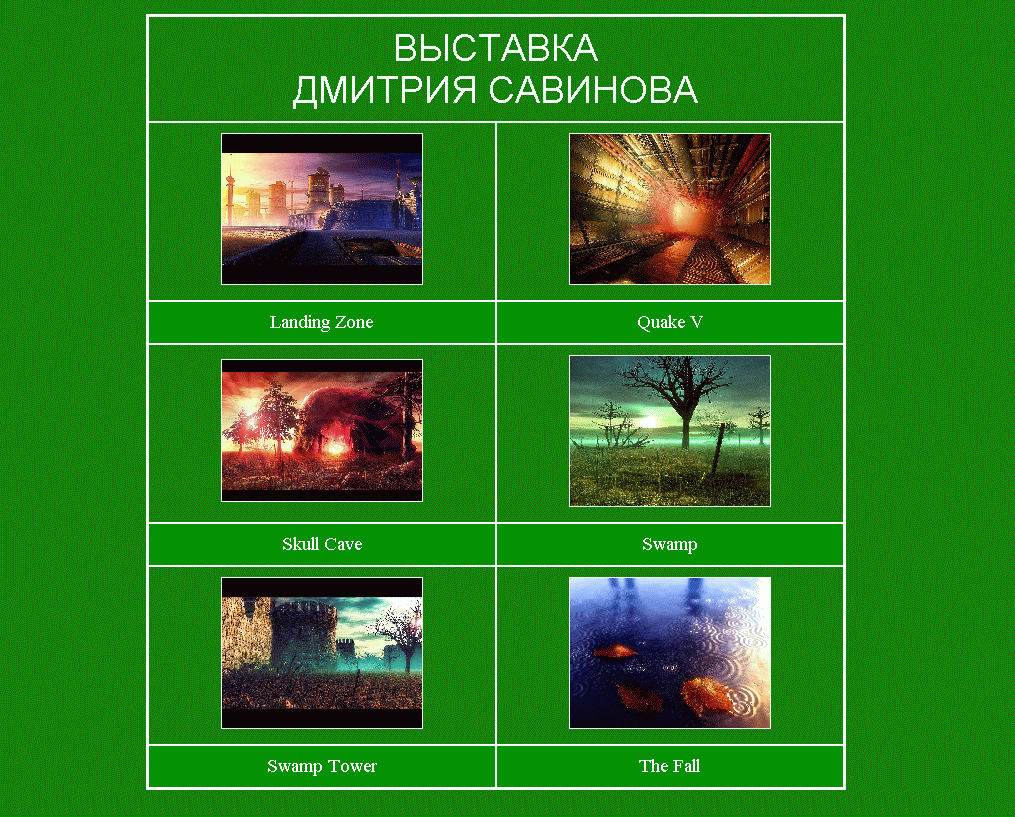 ВЫСТАВКА
ДМИТРИЯ САВИНОВА
Landing Zone
Quake V
Skull Cave
Swamp
Swamp Tower
The Fall